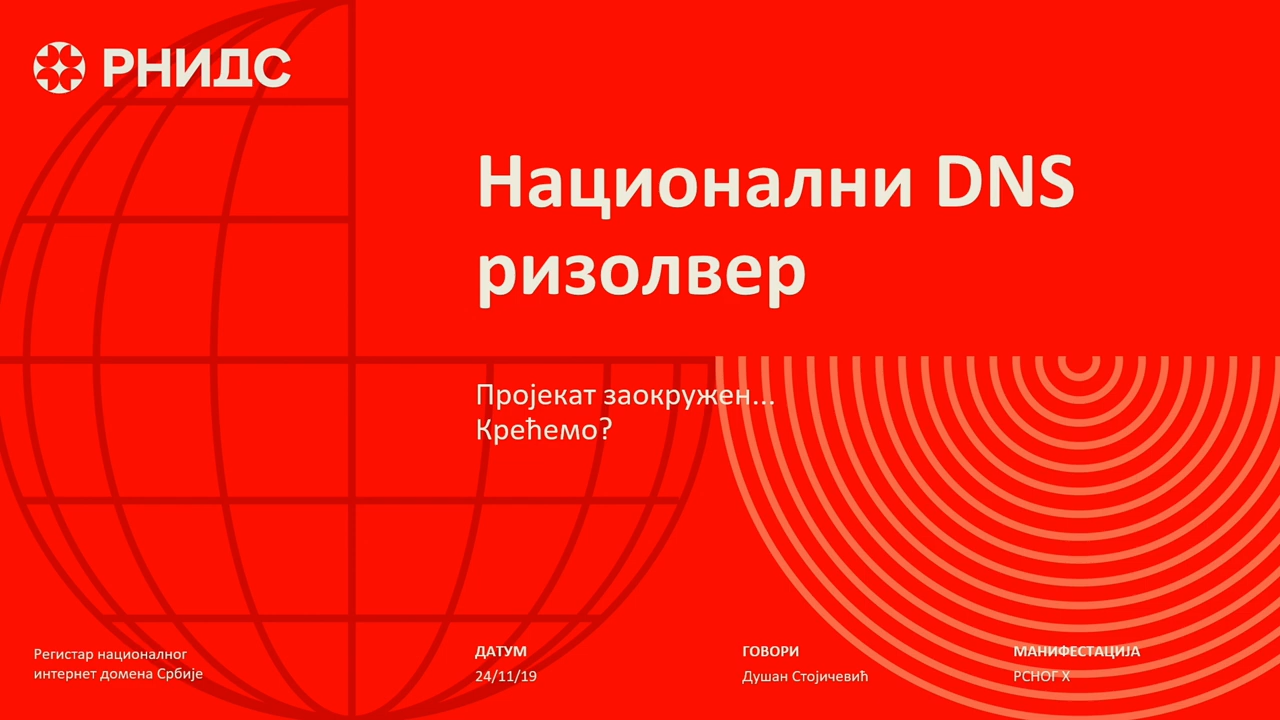 РНИДС
Национални DNS
ризолвер
Пројекат заокружен...
Крећемо?
Регистар националног
интернет домена Србије
ДАТУМ
24/11/19
ГОВОРИ
Душан Стојичевић
МАНИФЕСТАЦИЈА
РСНОГ X